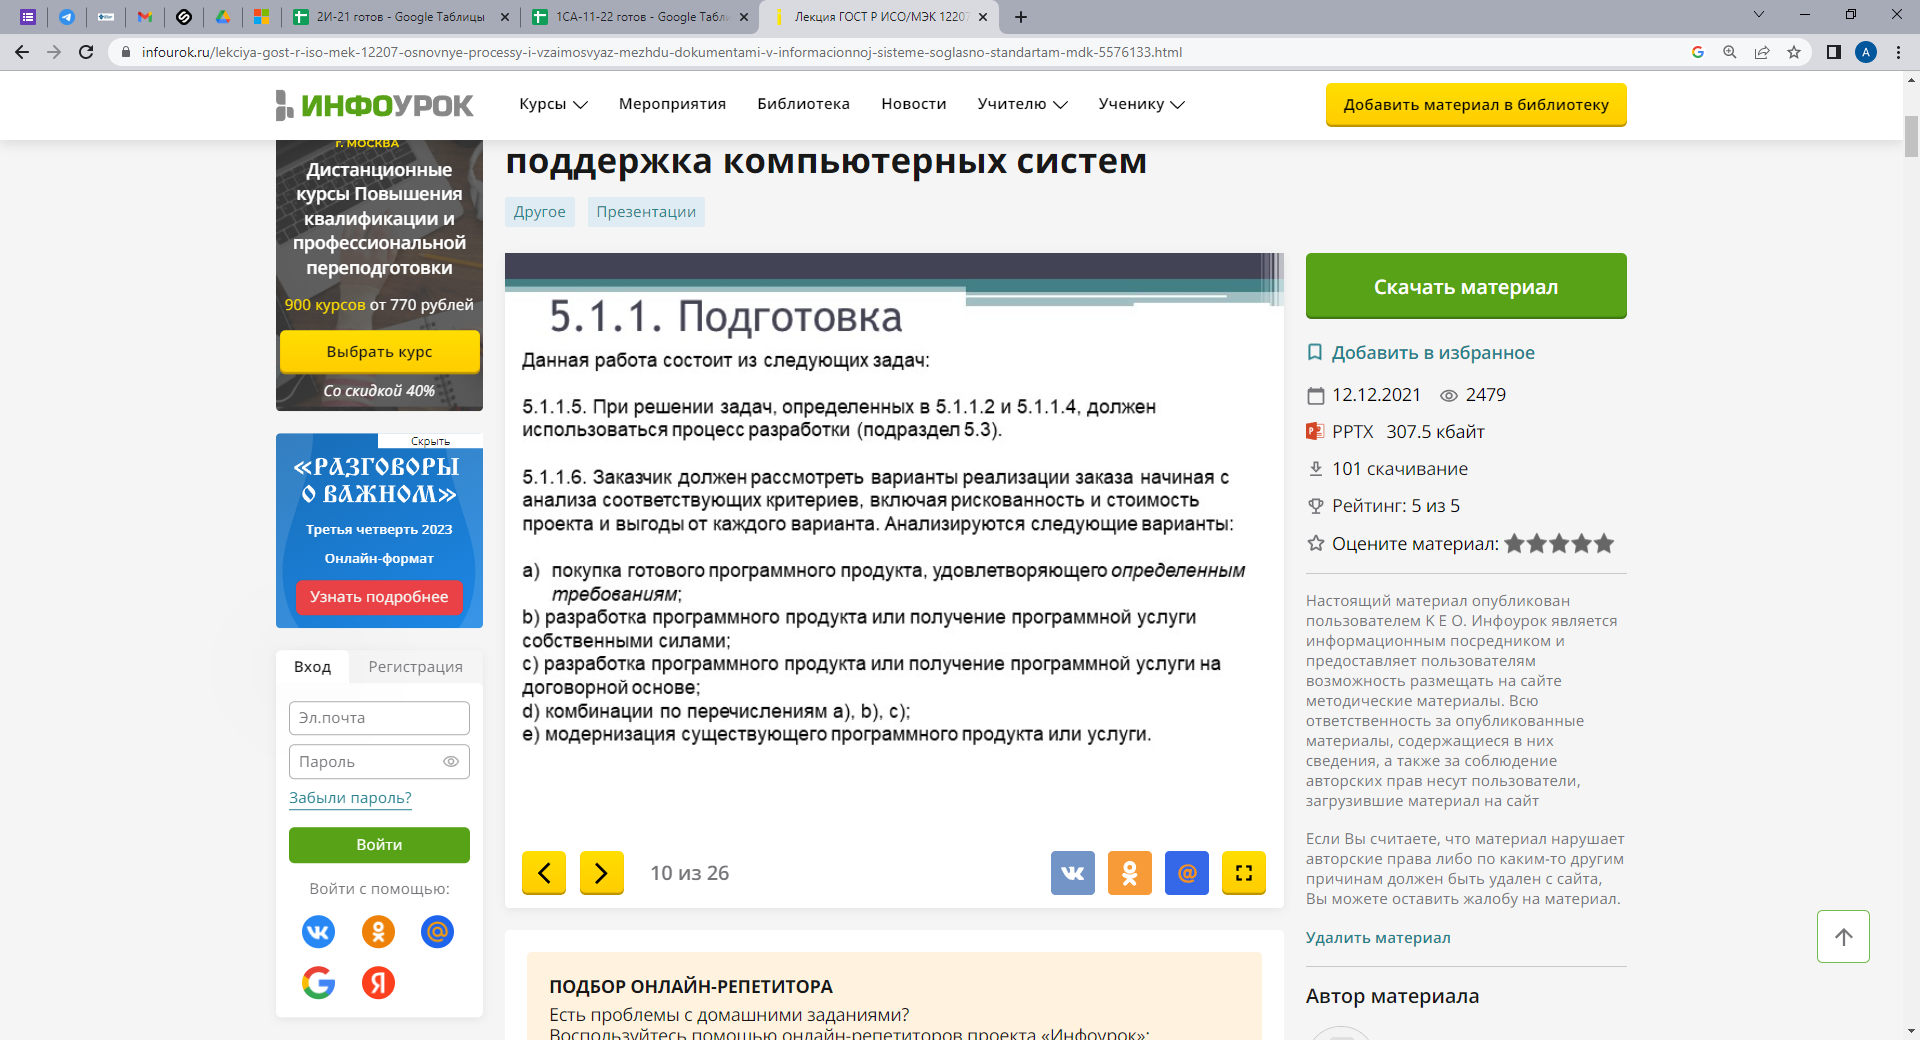 2И-21 готов - Google Таблицы
1СА-11-22 готов - Google Табли
Лекция ГОСТ Р ИСО/МЭК 12207
infourok.ru/lekciya-gost-r-iso-mek-12207-osnovnye-processy-i-vzaimosvyaz-mezhdu-dokumentami-v-informacionnoj-sisteme-soglasno-standartam-mdk-5576133.html
A
ИНФОУРОК
Курсы
Мероприятия
Библиотека
Новости
Учителю
Ученику
Добавить материал в библиотеку
г. МОСКВА
Дистанционные
курсы Повышения
квалификации и
профессиональной
переподготовки
900 курсов от 770 рублей
Выбрать курс
Со скидкой 40%
Скрыть
«РАЗГОВОРЫ
О ВАЖНОМ»
Третья четверть 2023
Онлайн-формат
Узнать подробнее
Вход
Регистрация
Эл.почта
Пароль
Забыли пароль?
Войти
Войти с помощью:
поддержка компьютерных систем
Другое
Презентации
5.1.1. Подготовка
Данная работа состоит из следующих задач:
5.1.1.5. При решении задач, определенных в 5.1.1.2 и 5.1.1.4, должен
использоваться процесс разработки (подраздел 5.3).
5.1.1.6. Заказчик должен рассмотреть варианты реализации заказа начиная с
анализа соответствующих критериев, включая рискованность и стоимость
проекта и выгоды от каждого варианта. Анализируются следующие варианты:
a) покупка готового программного продукта, удовлетворяющего определенным
требованиям;
b) разработка программного продукта или получение программной услуги
собственными силами;
c) разработка программного продукта или получение программной услуги на
договорной основе;
d) комбинации по перечислениям a), b), c);
e) модернизация существующего программного продукта или услуги.
10 из 26
ПОДБОР ОНЛАЙН-РЕПЕТИТОРА
Есть проблемы с домашними заданиями?
Воспользуйтесь помощью онлайн-репетиторов проекта «Инфоурок»:
Скачать материал
Добавить в избранное
12.12.2021 2479
PPTX 307.5 кбайт
101 скачивание
Рейтинг: 5 из 5
Оцените материал:
Настоящий материал опубликован
пользователем K E O. Инфоурок является
информационным посредником и
предоставляет пользователям
возможность размещать на сайте
методические материалы. Всю
ответственность за опубликованные
материалы, содержащиеся в них
сведения, а также за соблюдение
авторских прав несут пользователи,
загрузившие материал на сайт
Если Вы считаете, что материал нарушает
авторские права либо по каким-то другим
причинам должен быть удален с сайта,
Вы можете оставить жалобу на материал.
Удалить материал
Автор материала